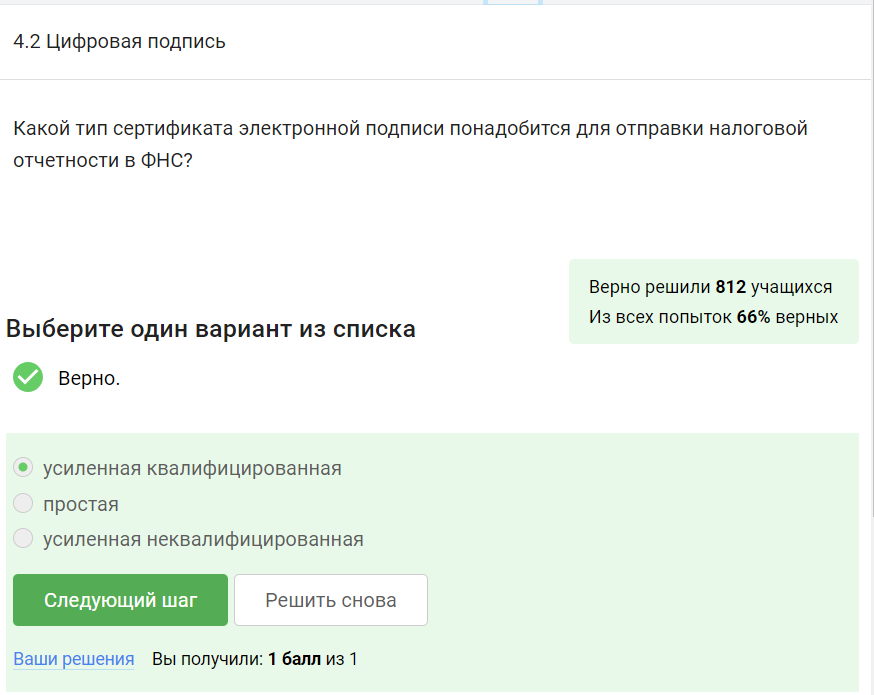 4.2 Цифровая подпись
Какой тип сертификата электронной подписи понадобится для отправки налоговой
отчетности в ФНС?
Верно решили 812 учащихся
Из всех попыток 66% верных
Выберите один вариант из списка
Верно.
усиленная квалифицированная
простая
усиленная неквалифицированная
Следующий шаг Решить снова
Ваши решения Вы получили: 1 балл из 1